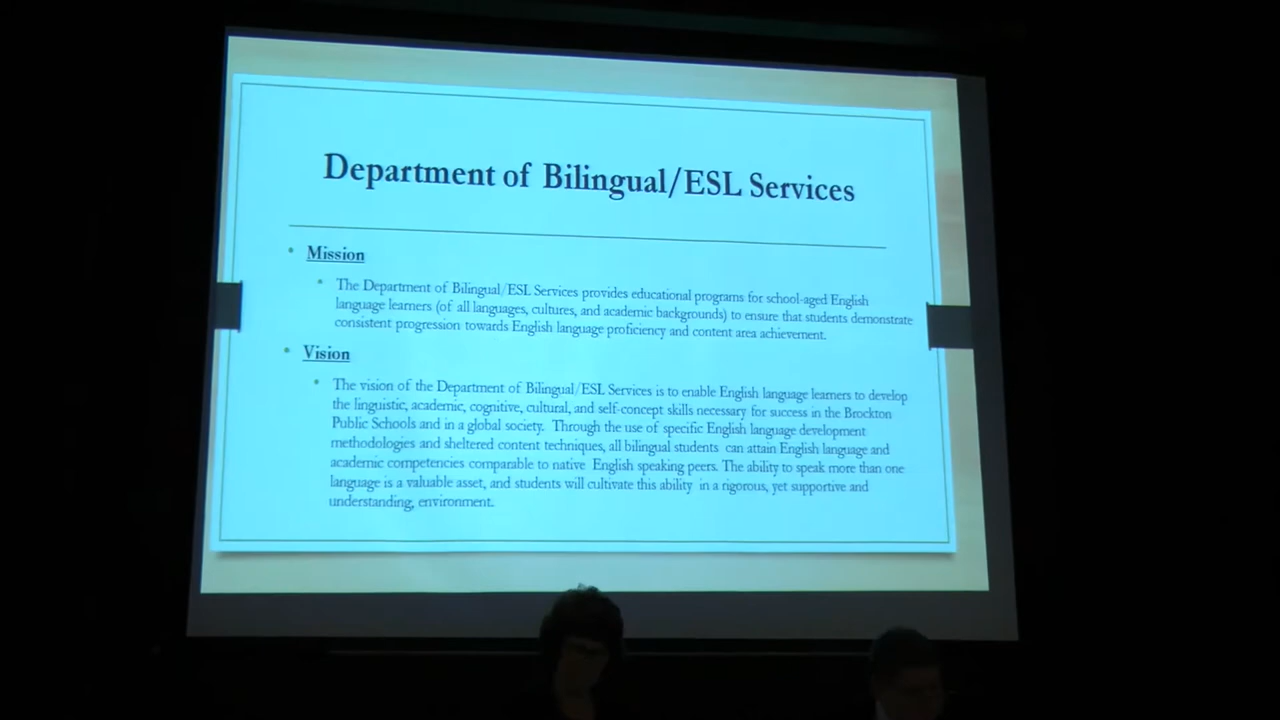 Department of Bilingual/ESL Services
• Mission
• The Department of Bilingual/ESL Services provides educational programs for school-aged English
language learners (of all languages, cultures, and academic backgrounds) to ensure that students demonstrate
consistent progression towards English language proficiency and content area achievement.
• Vision
• The vision of the Department of Bilingual/ESL Services is to enable English language learners to develop
the linguistic, academic, cognitive, cultural, and self-concept skills necessary for success in the Brockton
Public Schools and in a global society. Through the use of specific English language development
methodologies and sheltered content techniques, all bilingual students can attain English language and
academic competencies comparable to native English speaking peers. The ability to speak more than one
language is a valuable asset, and students will cultivate this ability in a rigorous, yet supportive and
understanding, environment.